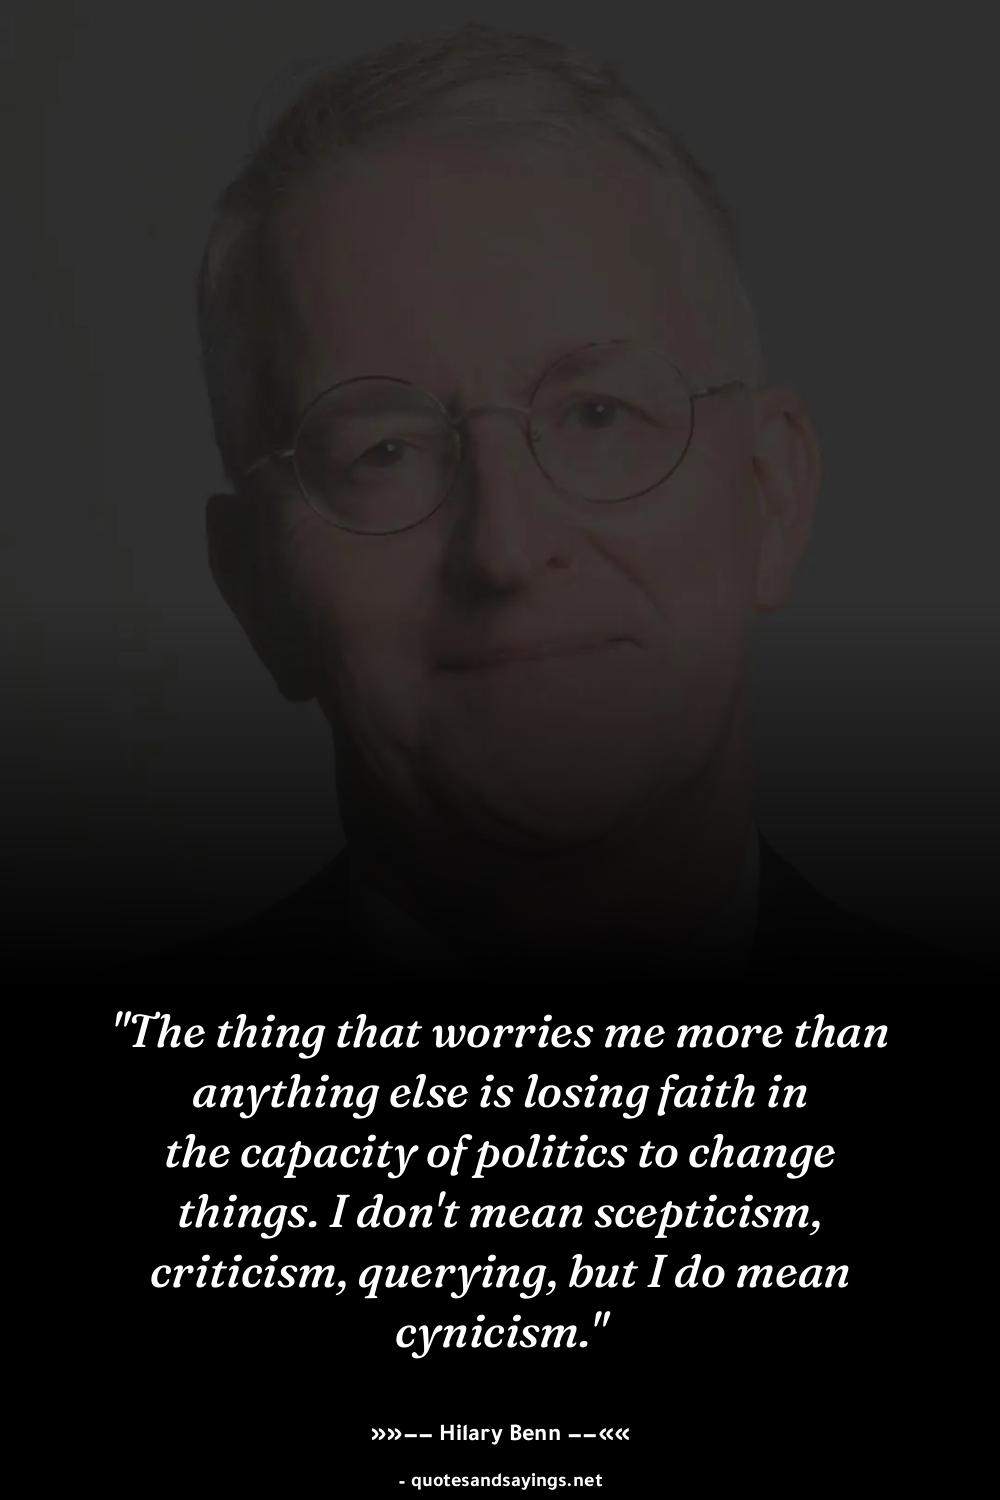 "The thing that worries me more than
anything else is losing faith in
the capacity of politics to change
things. I don't mean scepticism,
criticism, querying, but I do mean
cynicism."
»»–– Hilary Benn ––««
- quotesandsayings.net